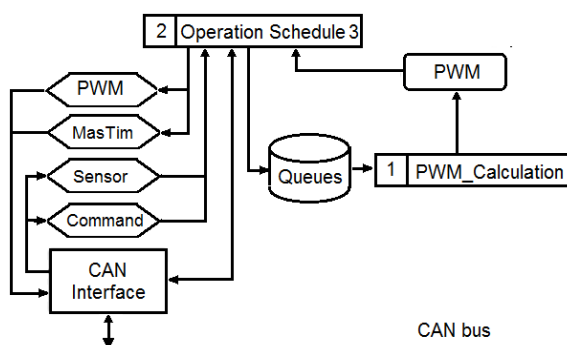 2 Operation Schedule 3
PWM
PWM
MasTim
Sensor
Queues
1 PWM_Calculation
Command
CAN
Interface
CAN bus